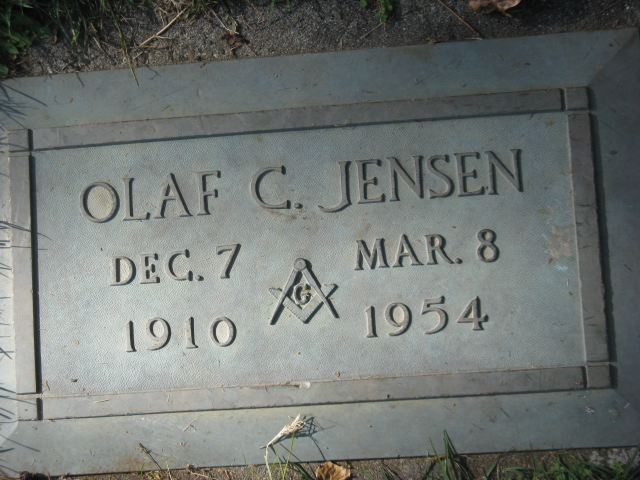 OLAF C. JENSEN
DEC. 7 MAR. 8
G
1910 1954